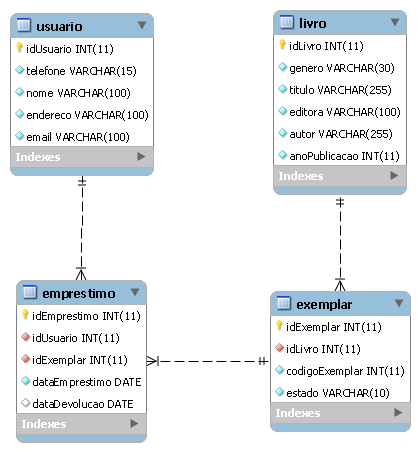 usuario
idUsuario INT(11)
telefone VARCHAR(15)
nome VARCHAR(100)
endereco VARCHAR(100)
email VARCHAR(100)
Indexes
livro
idLivro INT(11)
genero VARCHAR(30)
titulo VARCHAR(255)
editora VARCHAR(100)
autor VARCHAR(255)
anoPublicacao INT(11)
Indexes
emprestimo
idEmprestimo INT(11)
idUsuario INT(11)
idExemplar INT(11)
dataEmprestimo DATE
dataDevolucao DATE
Indexes
exemplar
idExemplar INT(11)
idLivro INT(11)
codigoExemplar INT(11)
estado VARCHAR(10)
Indexes